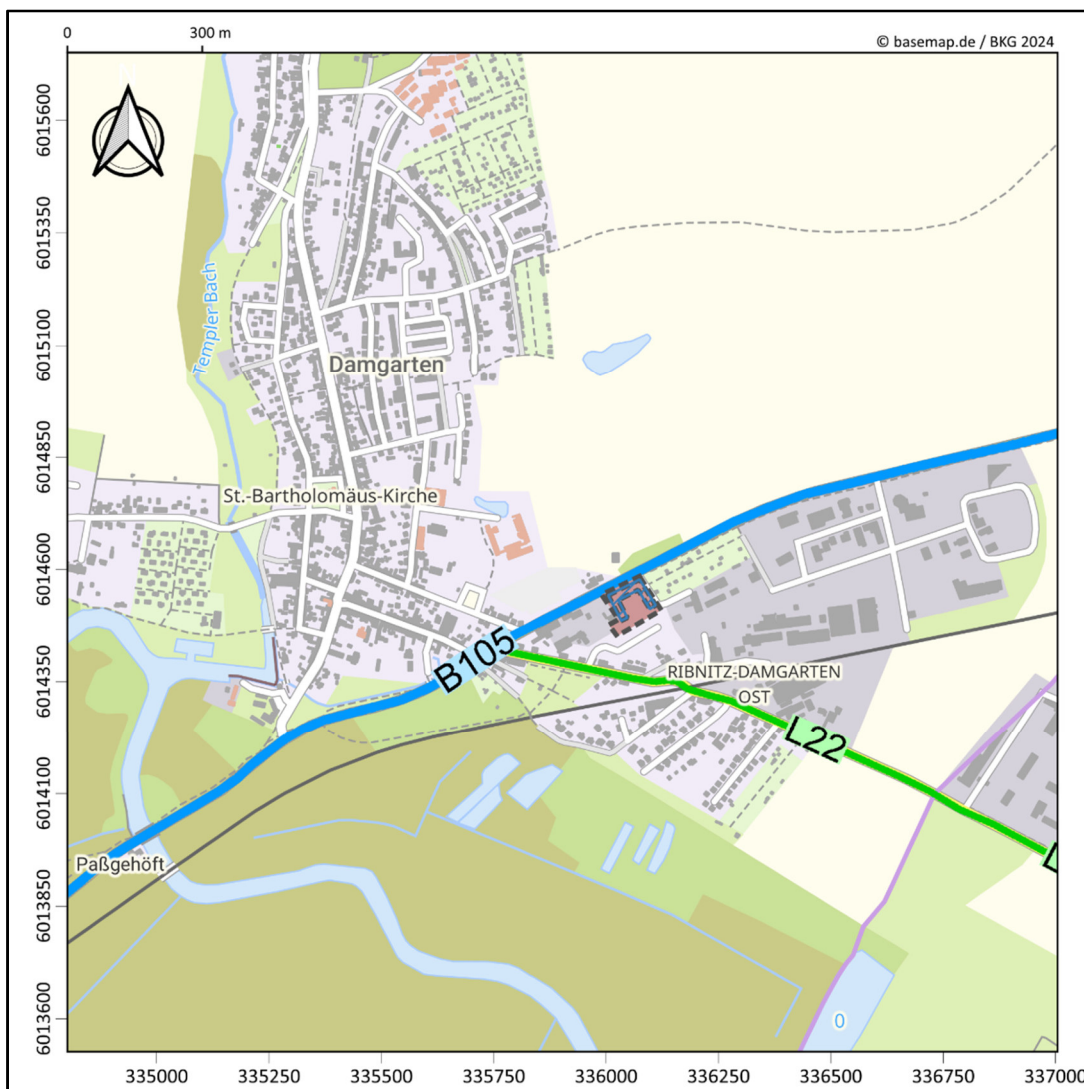 0 300 m
© basemap.de / BKG 2024
6015600
6015350
6015100
6014850
6014600
6014350
6014100
6013850
6013600
Templer Bach
Damgarten
St.-Bartholomäus-Kirche
B105
RIBNITZ-DAMGARTEN
OST
L22
Paßgehöft
0
335000 335250 335500 335750 336000 336250 336500 336750 337000